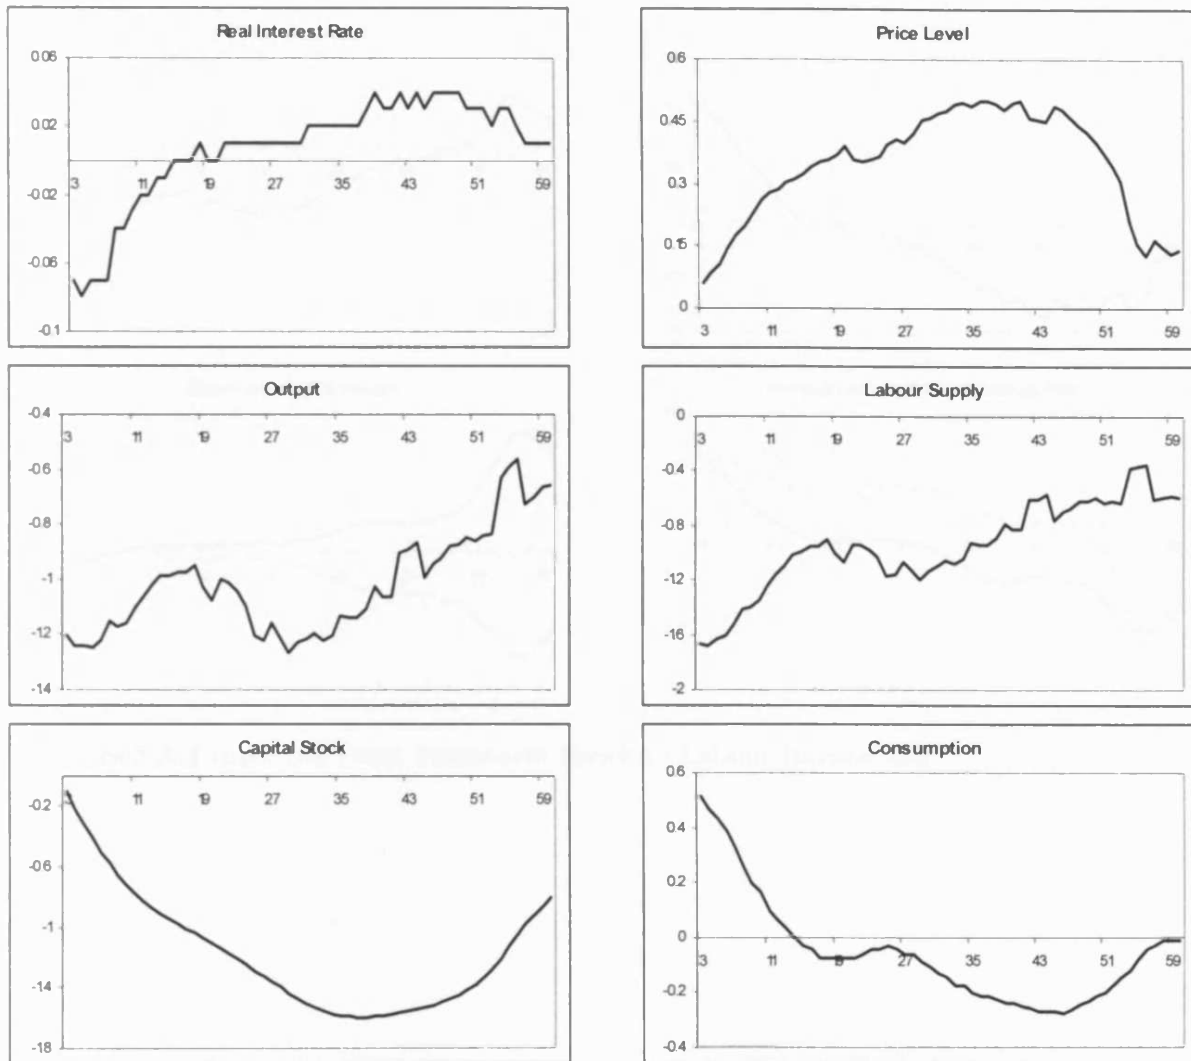 Real Interest Rate
0.06
0.02
-0.02
-0.06
-0.1
3 11 19 27 35 43 51 59
Price Level
0.6
0.45
0.3
0.15
0
3 11 19 27 35 43 51 59
Output
-0.4
-0.6
-0.8
-1
-1.2
-1.4
3 11 19 27 35 43 51 59
Labour Supply
0
-0.4
-0.8
-1.2
-1.6
-2
3 11 19 27 35 43 51 59
Capital Stock
-0.2
-0.6
-1
-1.4
-1.8
3 11 19 27 35 43 51 59
Consumption
0.6
0.4
0.2
0
-0.2
-0.4
3 11 19 27 35 43 51 59